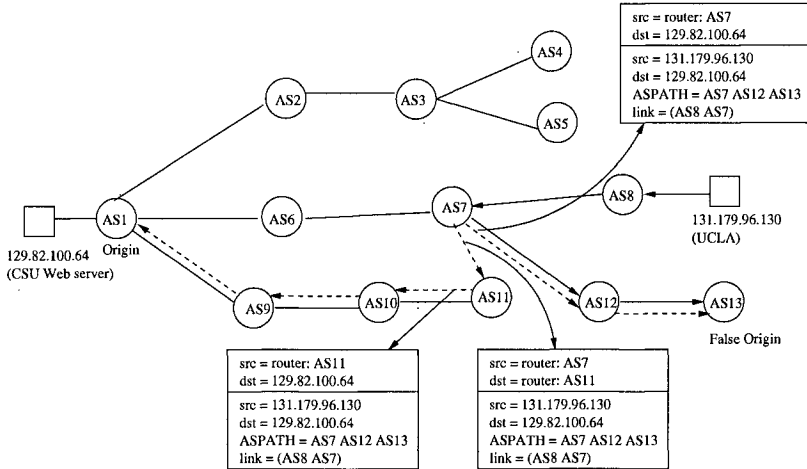 src = router: AS7
dst = 129.82.100.64
src = 131.179.96.130
dst = 129.82.100.64
ASPATH = AS7 AS12 AS13
link = (AS8 AS7)
AS4
AS2
AS3
AS5
AS8
AS7
AS1
AS6
131.179.96.130
(UCLA)
Origin
129.82.100.64
(CSU Web server)
AS9
AS10
AS11
AS12
AS13
False Origin
src = router: AS11
dst = 129.82.100.64
src = 131.179.96.130
dst = 129.82.100.64
ASPATH = AS7 AS12 AS13
link = (AS8 AS7)
src = router: AS7
dst = router: AS11
src = 131.179.96.130
dst = 129.82.100.64
ASPATH = AS7 AS12 AS13
link = (AS8 AS7)